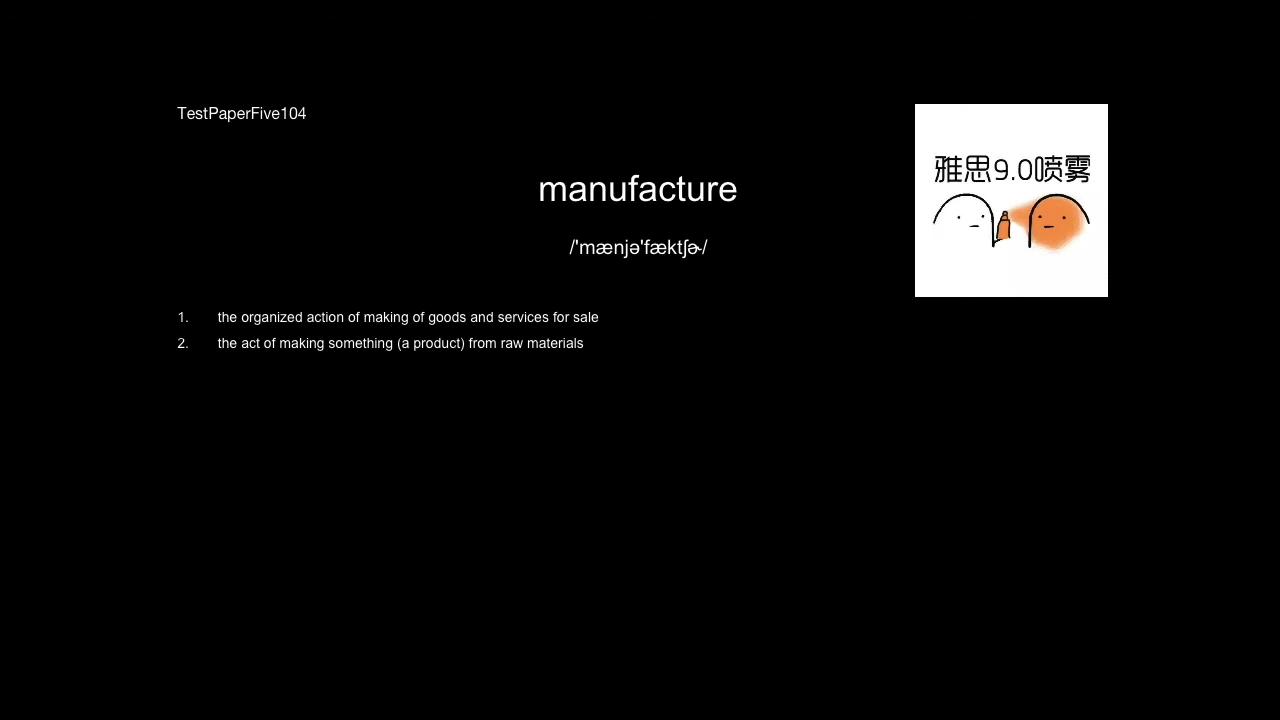 TestPaperFive104
雅思9.0喷雾
manufacture
/'mænjə'fæktʃɚ/
1. the organized action of making of goods and services for sale
2. the act of making something (a product) from raw materials